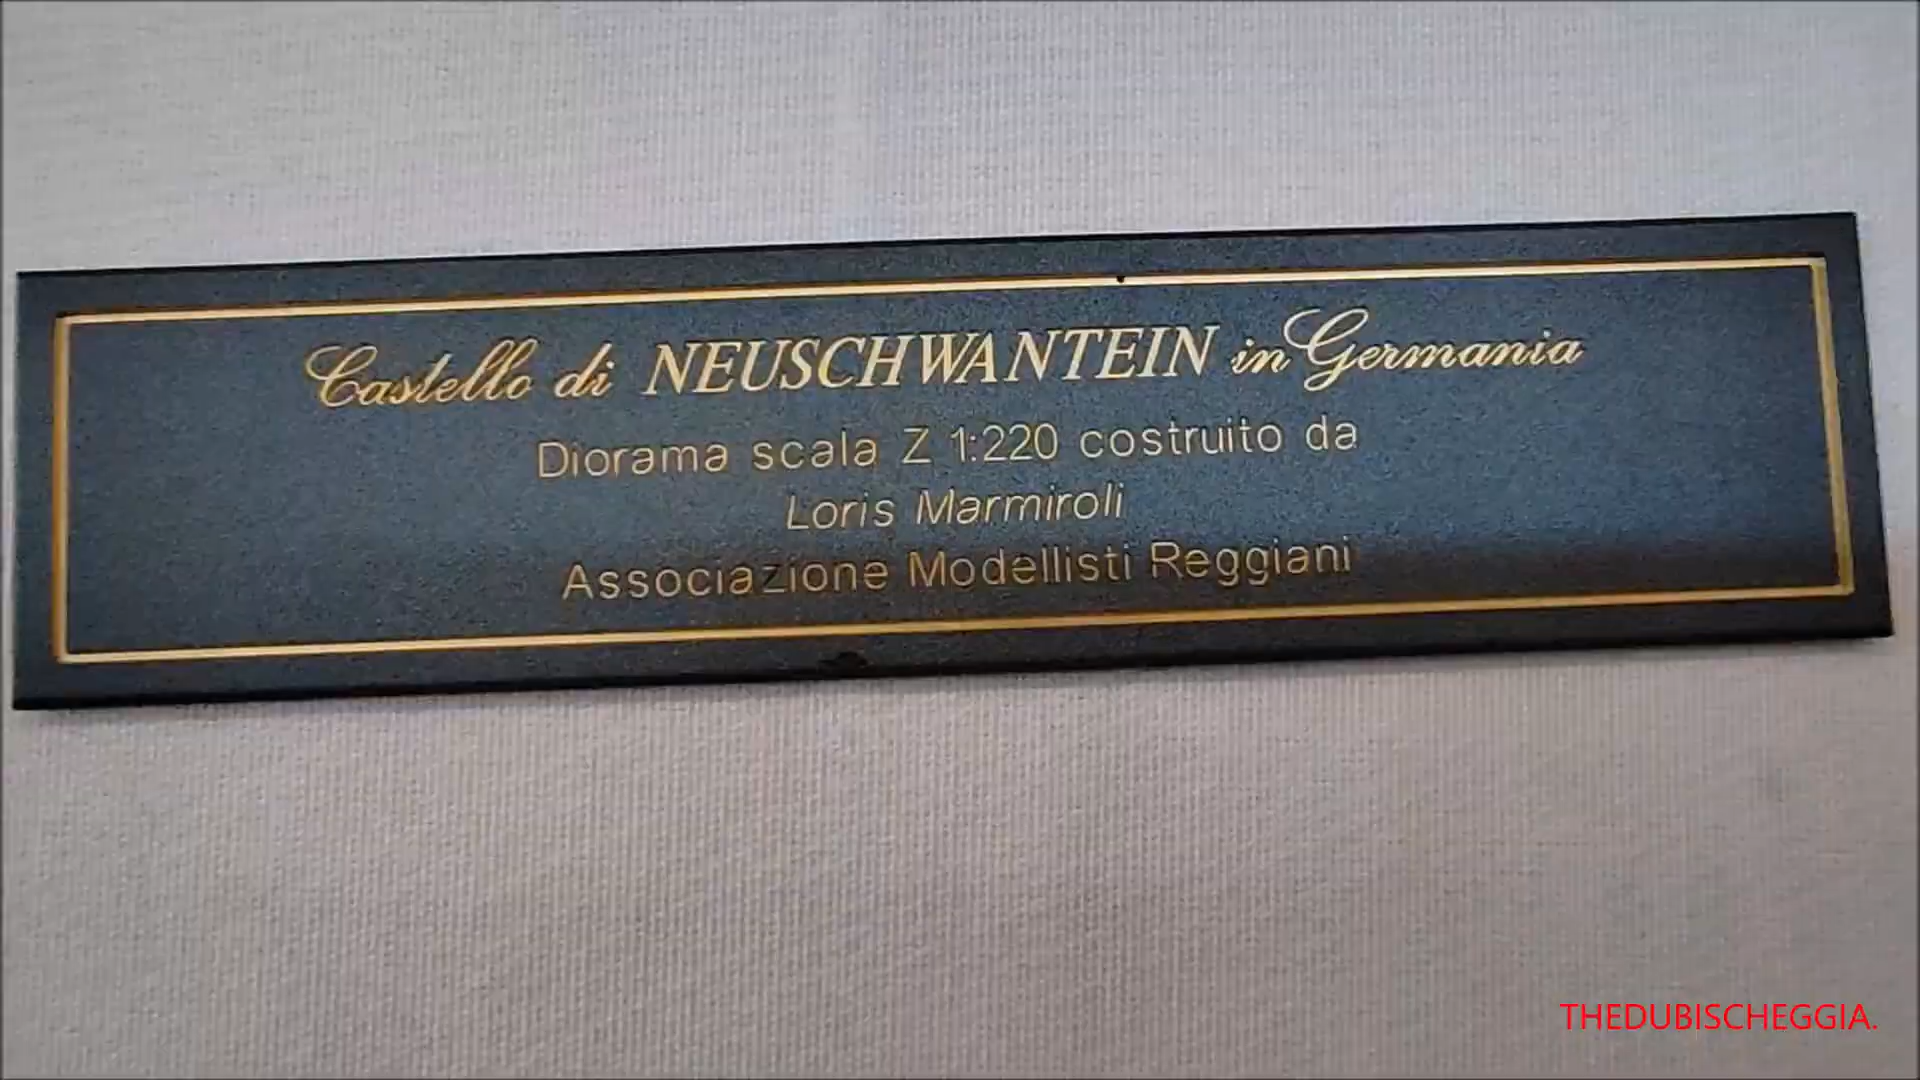 Castello di NEUSCHWANTEIN in Germania
Diorama scala Z 1:220 costruito da
Loris Marmiroli
Associazione Modellisti Reggiani
THEDUBISCHEGGIA.